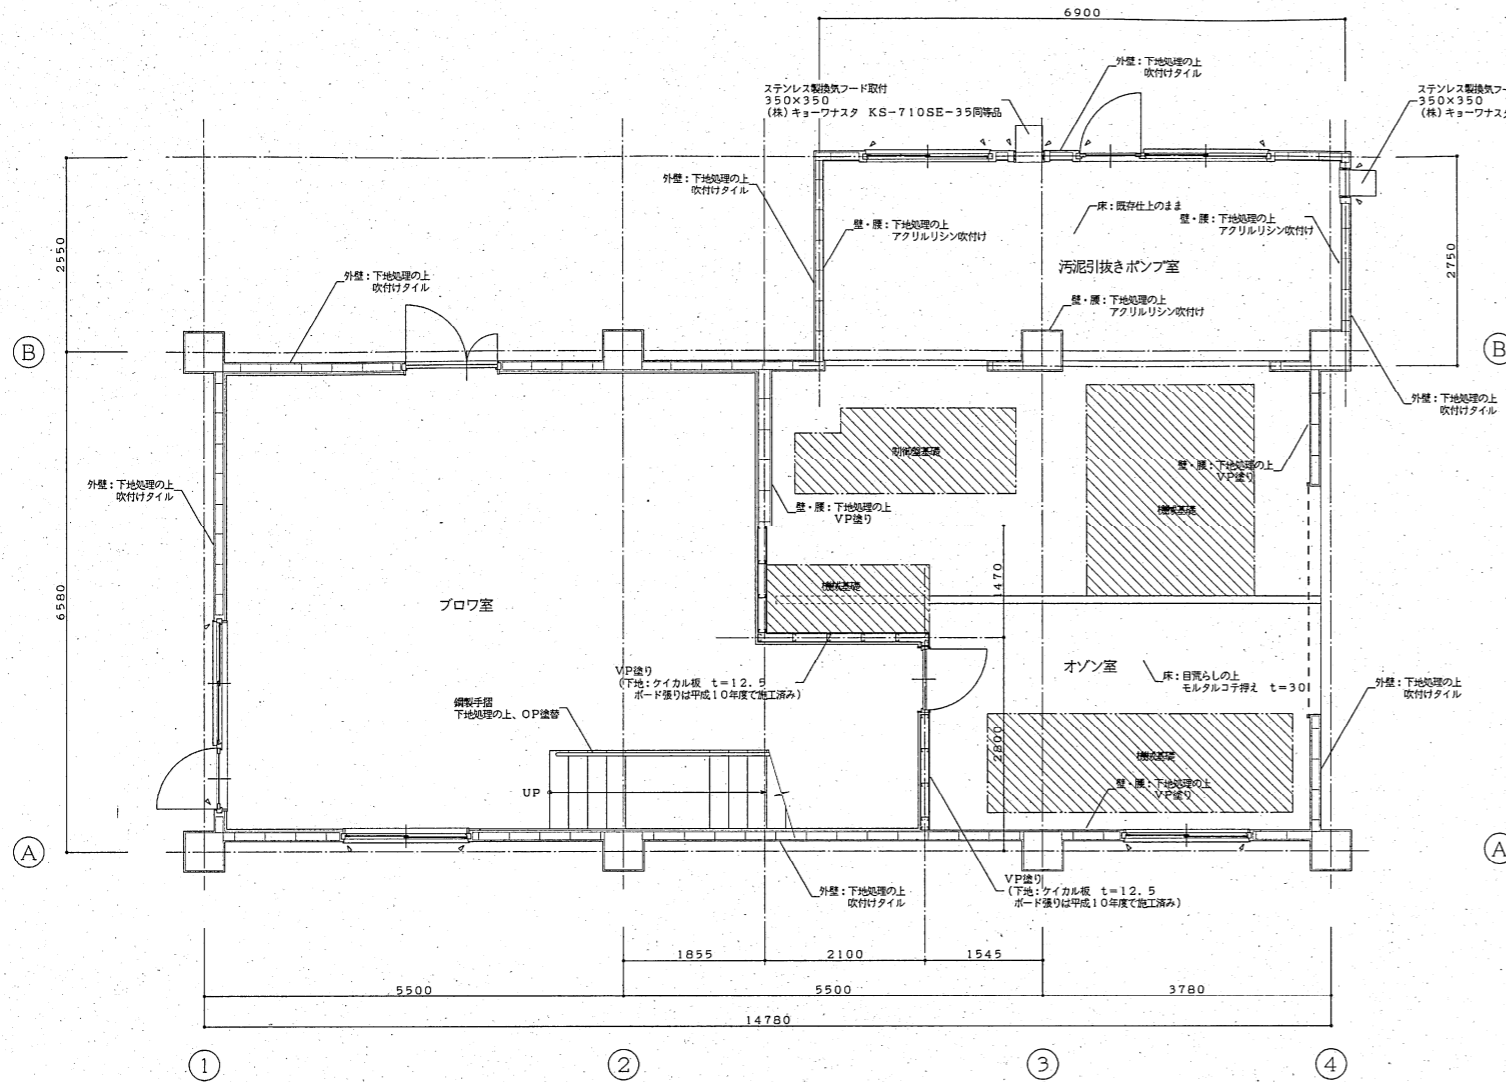 6900
外壁：下地処理の上
吹付けタイル
ステンレス製換気フード取付
350×350
(株) キョーワナスタ KS-710SE-35同等品
ステンレス製換気フー
350×350
(株) キョーワナスタ
外壁：下地処理の上
吹付けタイル
床：既存仕上のまま
壁・腰：下地処理の上
アクリルリシン吹付け
壁・腰：下地処理の上
アクリルリシン吹付け
2550
汚泥引抜きポンプ室
2750
外壁：下地処理の上
吹付けタイル
壁・腰：下地処理の上
アクリルリシン吹付け
B
B
外壁：下地処理の上
吹付けタイル
制御盤基礎
壁・腰：下地処理の上
VP塗り
外壁：下地処理の上
吹付けタイル
壁・腰：下地処理の上
VP塗り
機械基礎
1470
機械基礎
6580
ブロワ室
オゾン室
VP塗り
(下地：ケイカル板 t=12.5
ボード張りは平成10年度で施工済み)
床：目荒らしの上
モルタルコテ押え t=30
外壁：下地処理の上
吹付けタイル
鋼製手摺
下地処理の上、OP塗替
2800
機械基礎
UP
壁・腰：下地処理の上
VP塗り
A
A
外壁：下地処理の上
吹付けタイル
VP塗り
(下地：ケイカル板 t=12.5
ボード張りは平成10年度で施工済み)
1855
2100
1545
5500
5500
3780
14780
1
2
3
4